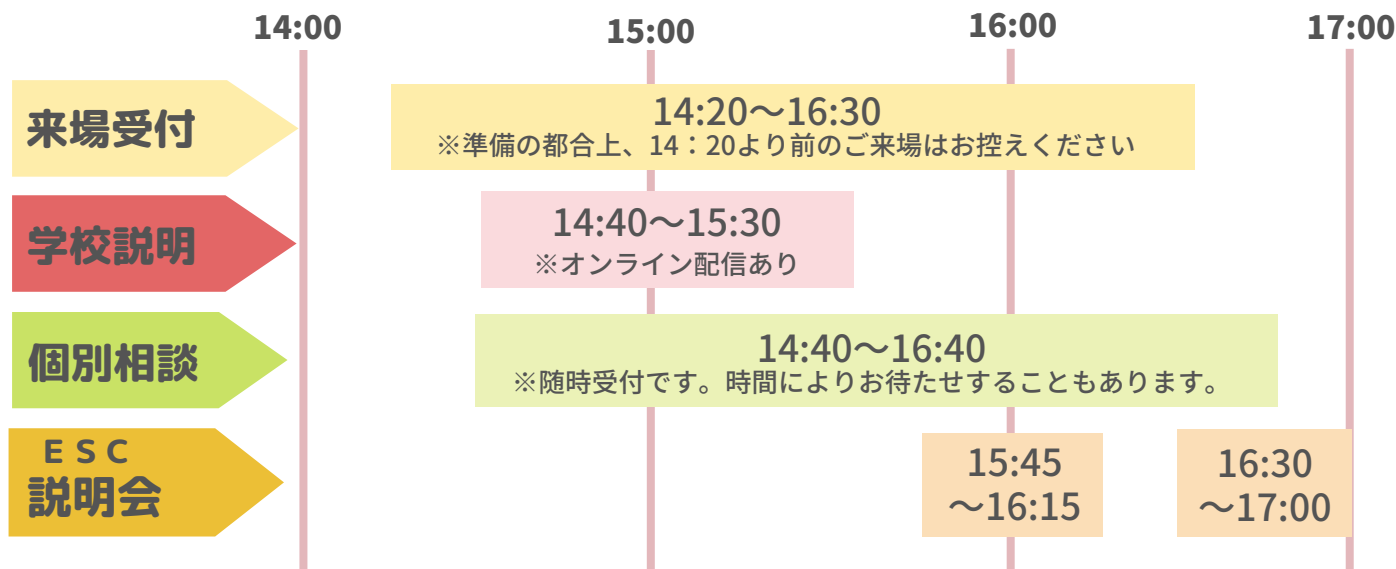 14:00
15:00
16:00
17:00
来場受付
14:20～16:30
※準備の都合上、14：20より前のご来場はお控えください
学校説明
14:40～15:30
※オンライン配信あり
個別相談
14:40～16:40
※随時受付です。時間によりお待たせすることもあります。
ＥＳＣ
説明会
15:45
～16:15
16:30
～17:00